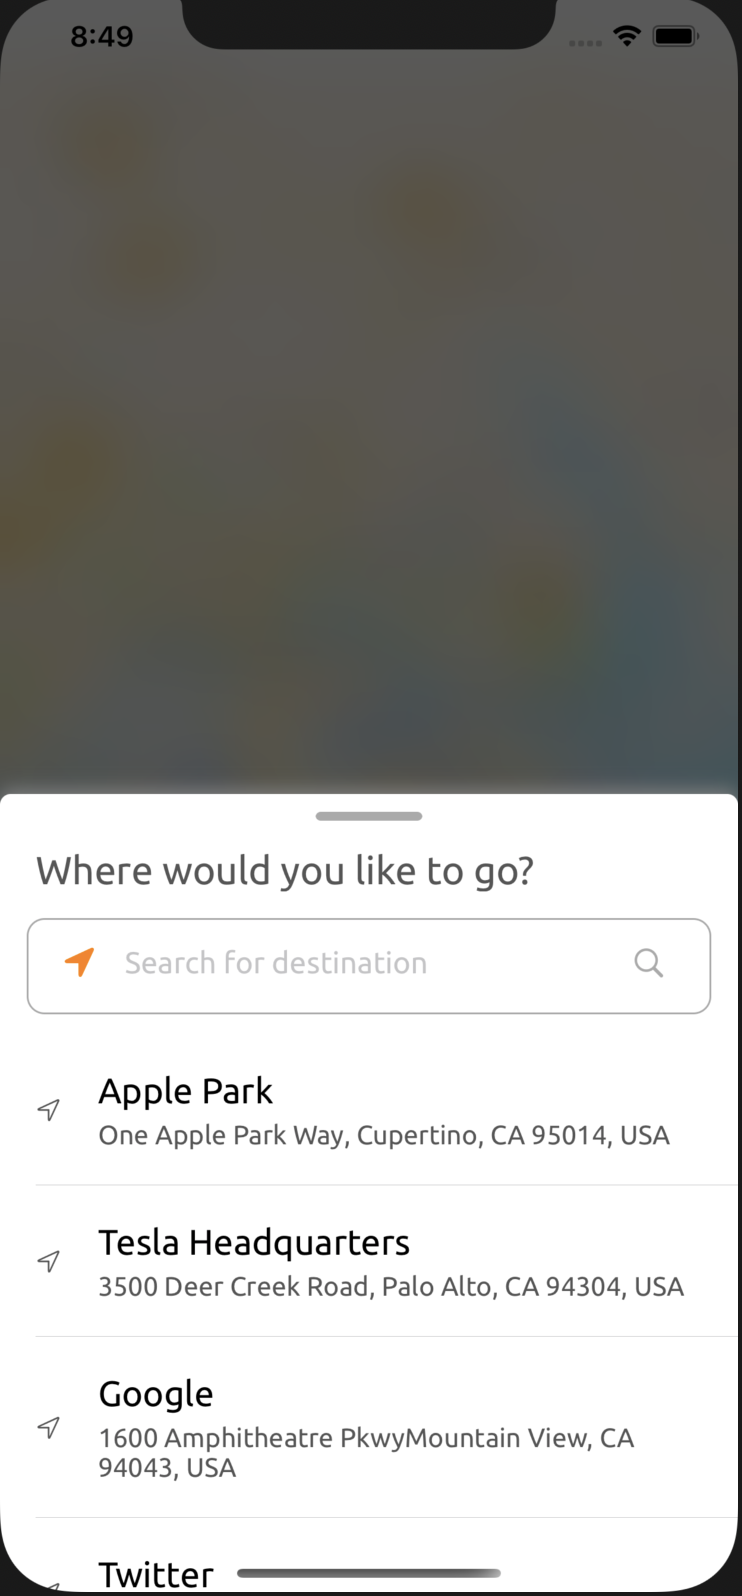 8:49
Where would you like to go?
Search for destination
Apple Park
One Apple Park Way, Cupertino, CA 95014, USA
Tesla Headquarters
3500 Deer Creek Road, Palo Alto, CA 94304, USA
Google
1600 Amphitheatre PkwyMountain View, CA
94043, USA
Twitter